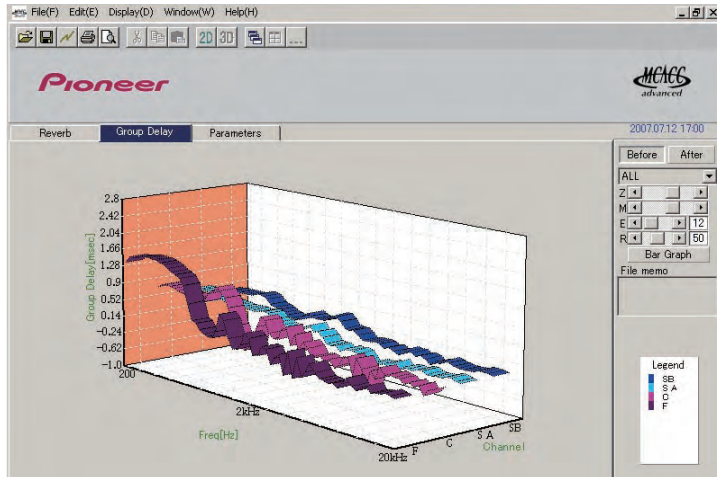 File(F) Edit(E) Display(D) Window(W) Help(H)
2D 3D ...
Pioneer
MCACC
advanced
Reverb Group Delay Parameters
2007.07.12 17:00
Before After
ALL
Z
M
E 12
R 50
Bar Graph
File memo
Group Delay[msec]
2.8
2.42
2.04
1.66
1.28
0.9
0.52
0.14
-0.24
-0.62
-1.0
200
2kHz
20kHz
Freq[Hz]
F
C
S A
SB
Channel
Legend
SB
S A
C
F